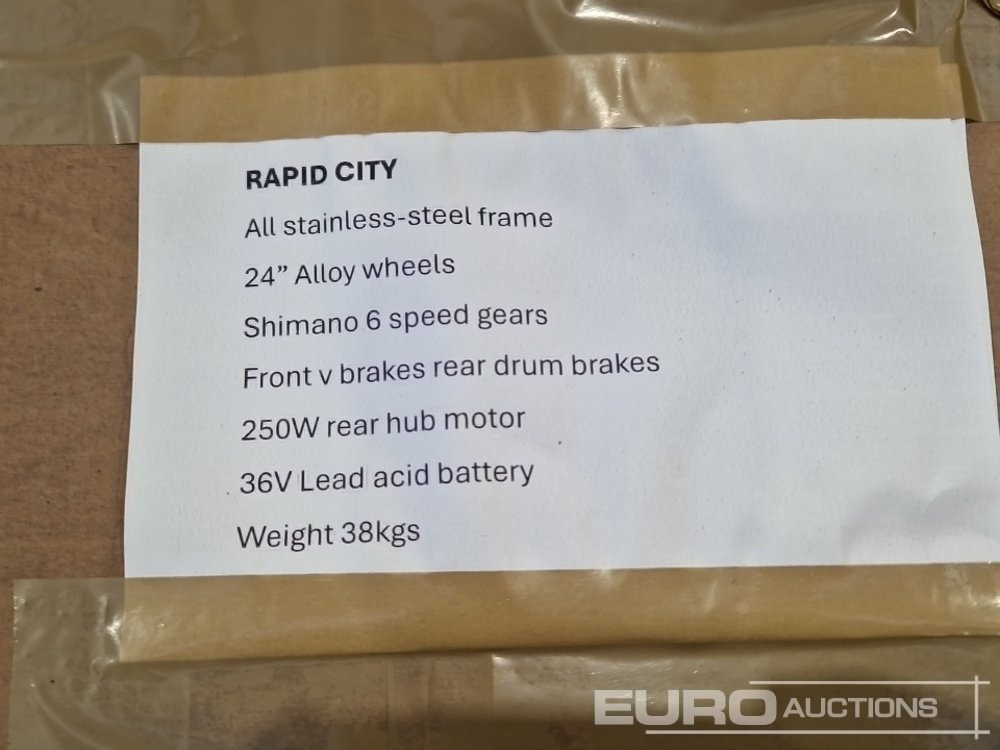 RAPID CITY
All stainless-steel frame
24” Alloy wheels
Shimano 6 speed gears
Front v brakes rear drum brakes
250W rear hub motor
36V Lead acid battery
Weight 38kgs
EURO AUCTIONS